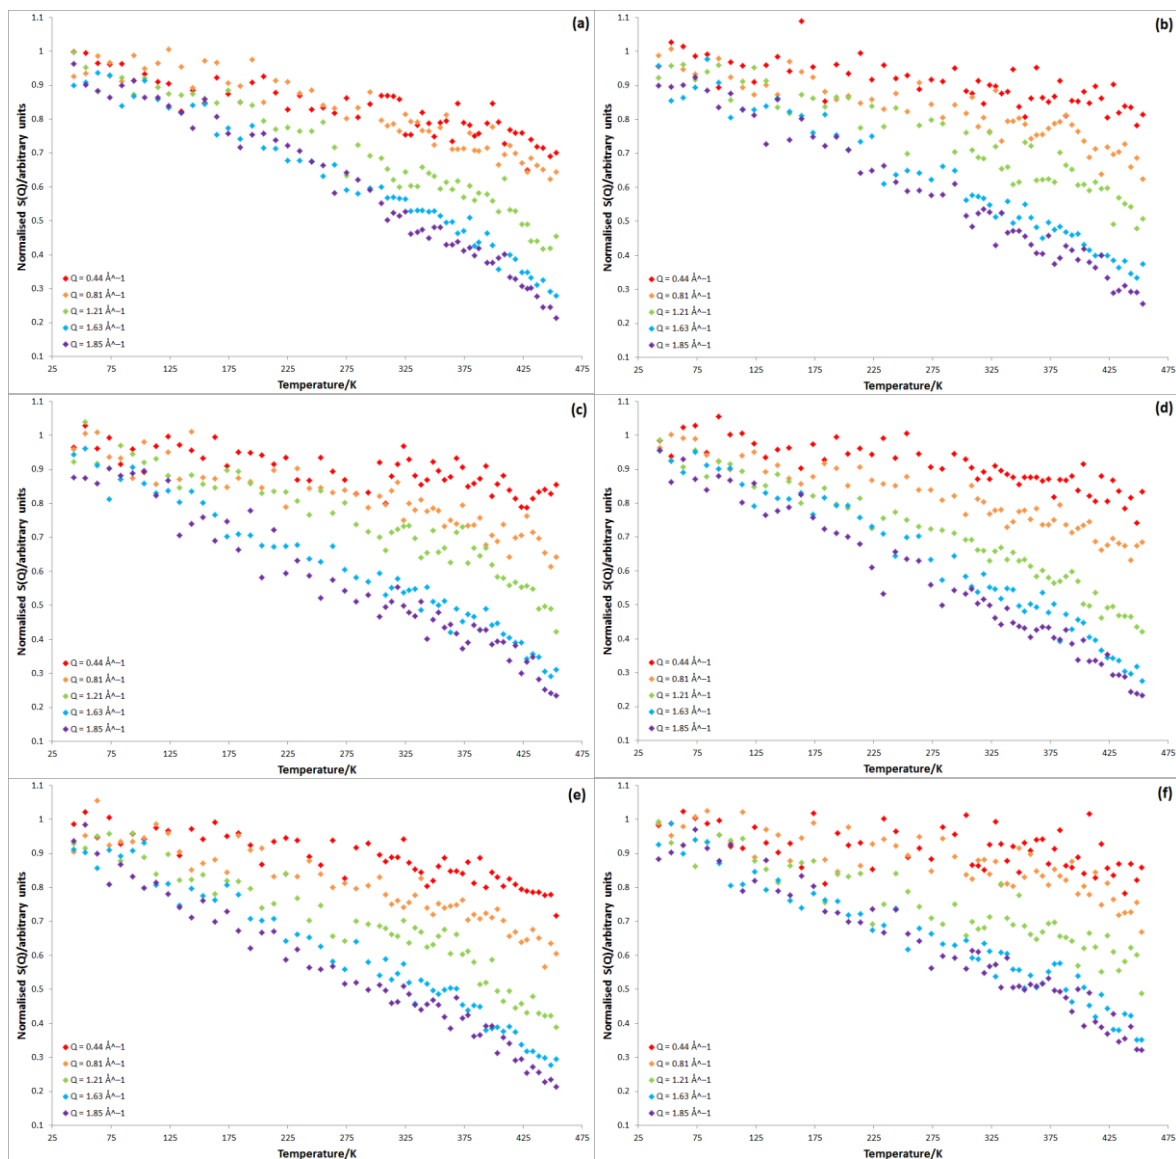 (a)
Normalised S(Q)/arbitrary units
1.1
1
0.9
0.8
0.7
0.6
0.5
0.4
0.3
0.2
0.1
Q = 0.44 Å^−1
Q = 0.81 Å^−1
Q = 1.21 Å^−1
Q = 1.63 Å^−1
Q = 1.85 Å^−1
25 75 125 175 225 275 325 375 425 475
Temperature/K
(b)
Normalised S(Q)/arbitrary units
1.1
1
0.9
0.8
0.7
0.6
0.5
0.4
0.3
0.2
0.1
Q = 0.44 Å^−1
Q = 0.81 Å^−1
Q = 1.21 Å^−1
Q = 1.63 Å^−1
Q = 1.85 Å^−1
25 75 125 175 225 275 325 375 425 475
Temperature/K
(c)
Normalised S(Q)/arbitrary units
1.1
1
0.9
0.8
0.7
0.6
0.5
0.4
0.3
0.2
0.1
Q = 0.44 Å^−1
Q = 0.81 Å^−1
Q = 1.21 Å^−1
Q = 1.63 Å^−1
Q = 1.85 Å^−1
25 75 125 175 225 275 325 375 425 475
Temperature/K
(d)
Normalised S(Q)/arbitrary units
1.1
1
0.9
0.8
0.7
0.6
0.5
0.4
0.3
0.2
0.1
Q = 0.44 Å^−1
Q = 0.81 Å^−1
Q = 1.21 Å^−1
Q = 1.63 Å^−1
Q = 1.85 Å^−1
25 75 125 175 225 275 325 375 425 475
Temperature/K
(e)
Normalised S(Q)/arbitrary units
1.1
1
0.9
0.8
0.7
0.6
0.5
0.4
0.3
0.2
0.1
Q = 0.44 Å^−1
Q = 0.81 Å^−1
Q = 1.21 Å^−1
Q = 1.63 Å^−1
Q = 1.85 Å^−1
25 75 125 175 225 275 325 375 425 475
Temperature/K
(f)
Normalised S(Q)/arbitrary units
1.1
1
0.9
0.8
0.7
0.6
0.5
0.4
0.3
0.2
0.1
Q = 0.44 Å^−1
Q = 0.81 Å^−1
Q = 1.21 Å^−1
Q = 1.63 Å^−1
Q = 1.85 Å^−1
25 75 125 175 225 275 325 375 425 475
Temperature/K